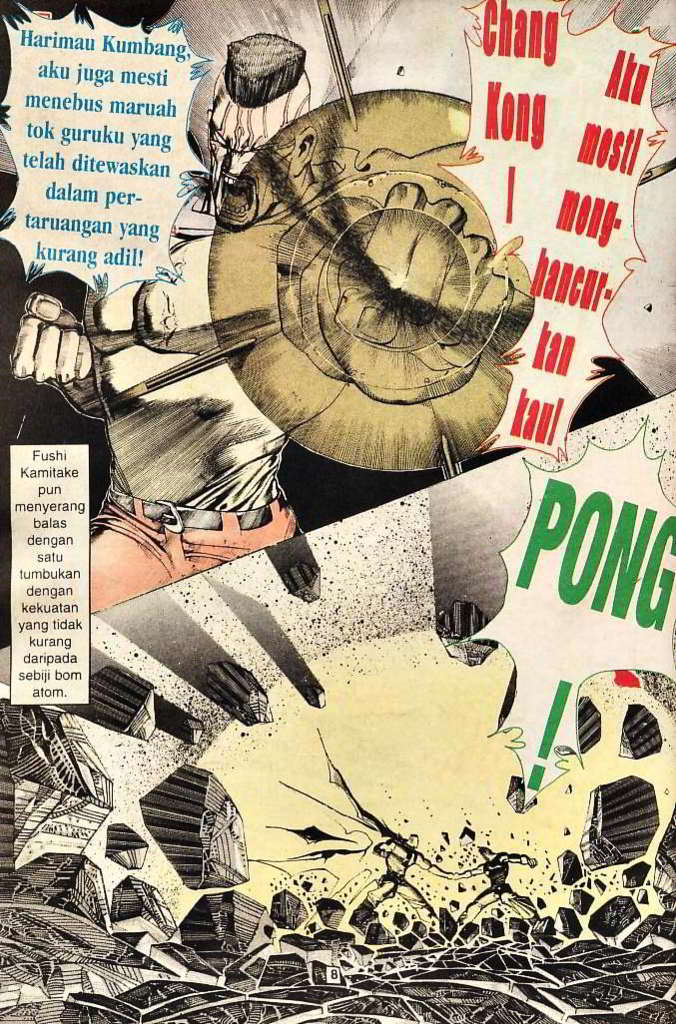 Harimau Kumbang,
aku juga mesti
menebus maruah
tok guruku yang
telah ditewaskan
dalam per-
taruangan yang
kurang adil!
Chang
Kong
!
Aku
mesti
meng-
hancur-
kan
kau!
Fushi
Kamitake
pun
menyerang
balas
dengan
satu
tumbukan
dengan
kekuatan
yang tidak
kurang
daripada
sebiji bom
atom.
PONG
!
8